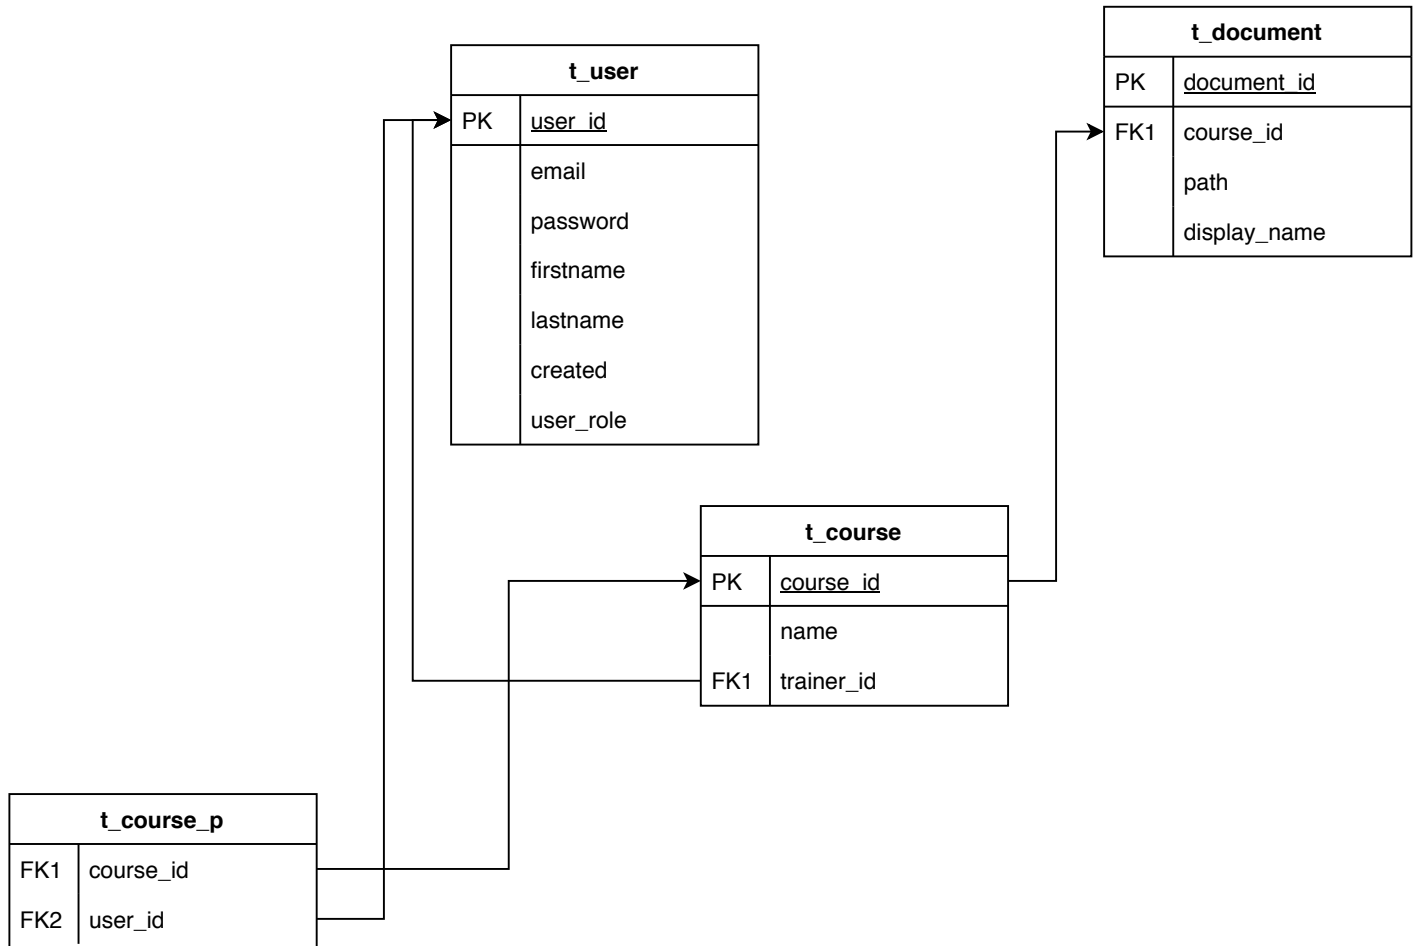 t_document
PK document_id
FK1 course_id
path
display_name
t_user
PK user_id
email
password
firstname
lastname
created
user_role
t_course
PK course_id
name
FK1 trainer_id
t_course_p
FK1 course_id
FK2 user_id